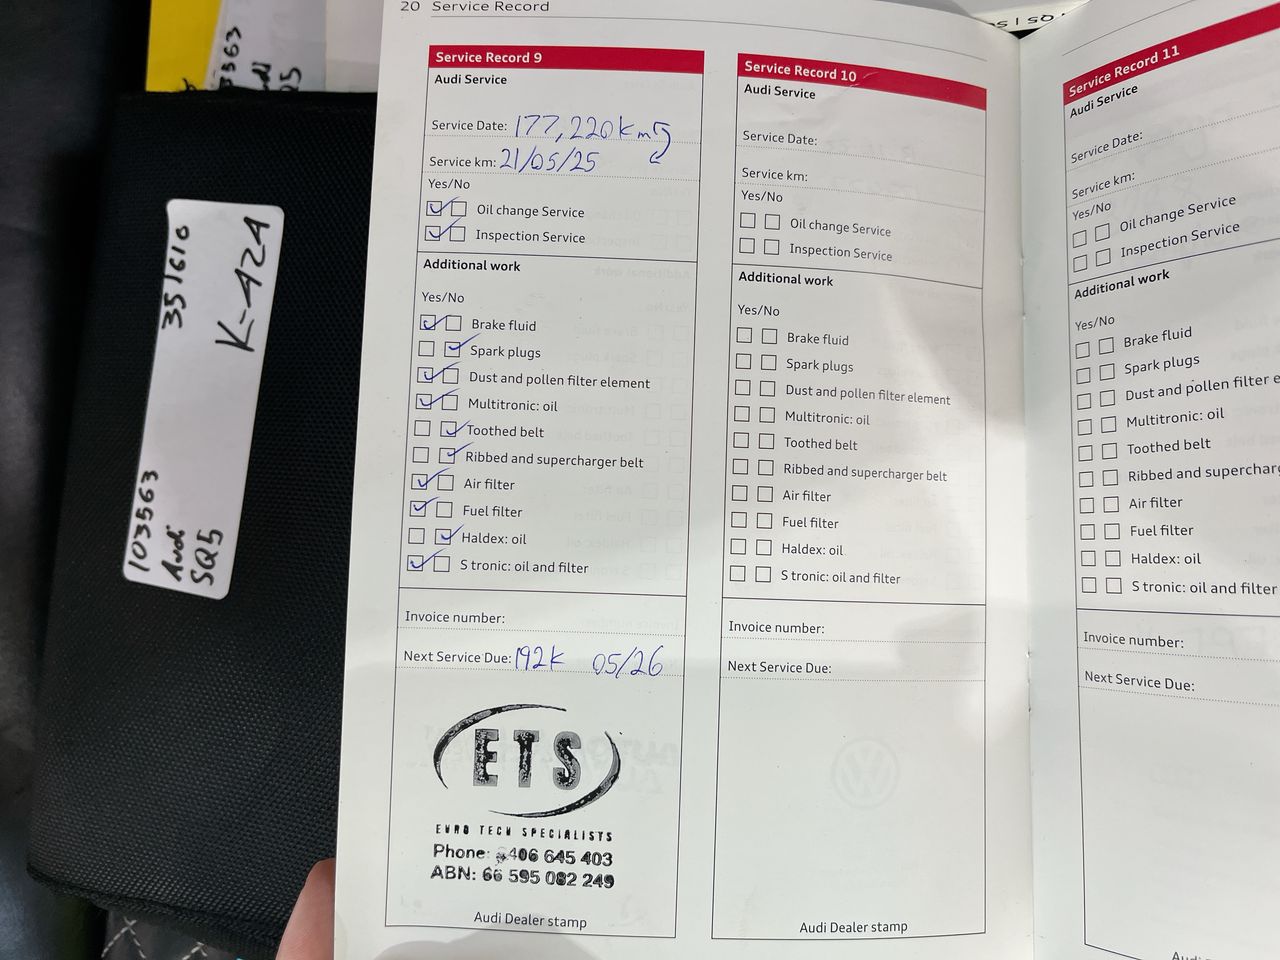 20 Service Record
Service Record 9
Audi Service
Service Date: 177,220km
Service km: 21/05/25
Yes/No
Oil change Service
Inspection Service
Additional work
Yes/No
Brake fluid
Spark plugs
Dust and pollen filter element
Multitronic: oil
Toothed belt
Ribbed and supercharger belt
Air filter
Fuel filter
Haldex: oil
S tronic: oil and filter
Invoice number:
Next Service Due: 192K 05/26
ETS
EURO TECH SPECIALISTS
Phone: 0406 645 403
ABN: 66 595 082 249
Audi Dealer stamp
Service Record 10
Audi Service
Service Date:
Service km:
Yes/No
Oil change Service
Inspection Service
Additional work
Yes/No
Brake fluid
Spark plugs
Dust and pollen filter element
Multitronic: oil
Toothed belt
Ribbed and supercharger belt
Air filter
Fuel filter
Haldex: oil
S tronic: oil and filter
Invoice number:
Next Service Due:
Audi Dealer stamp
Service Record 11
Audi Service
Service Date:
Service km:
Yes/No
Oil change Service
Inspection Service
Additional work
Yes/No
Brake fluid
Spark plugs
Dust and pollen filter e
Multitronic: oil
Toothed belt
Ribbed and supercharg
Air filter
Fuel filter
Haldex: oil
S tronic: oil and filter
Invoice number:
Next Service Due:
103563 351610
Audi
SQ5 K-424